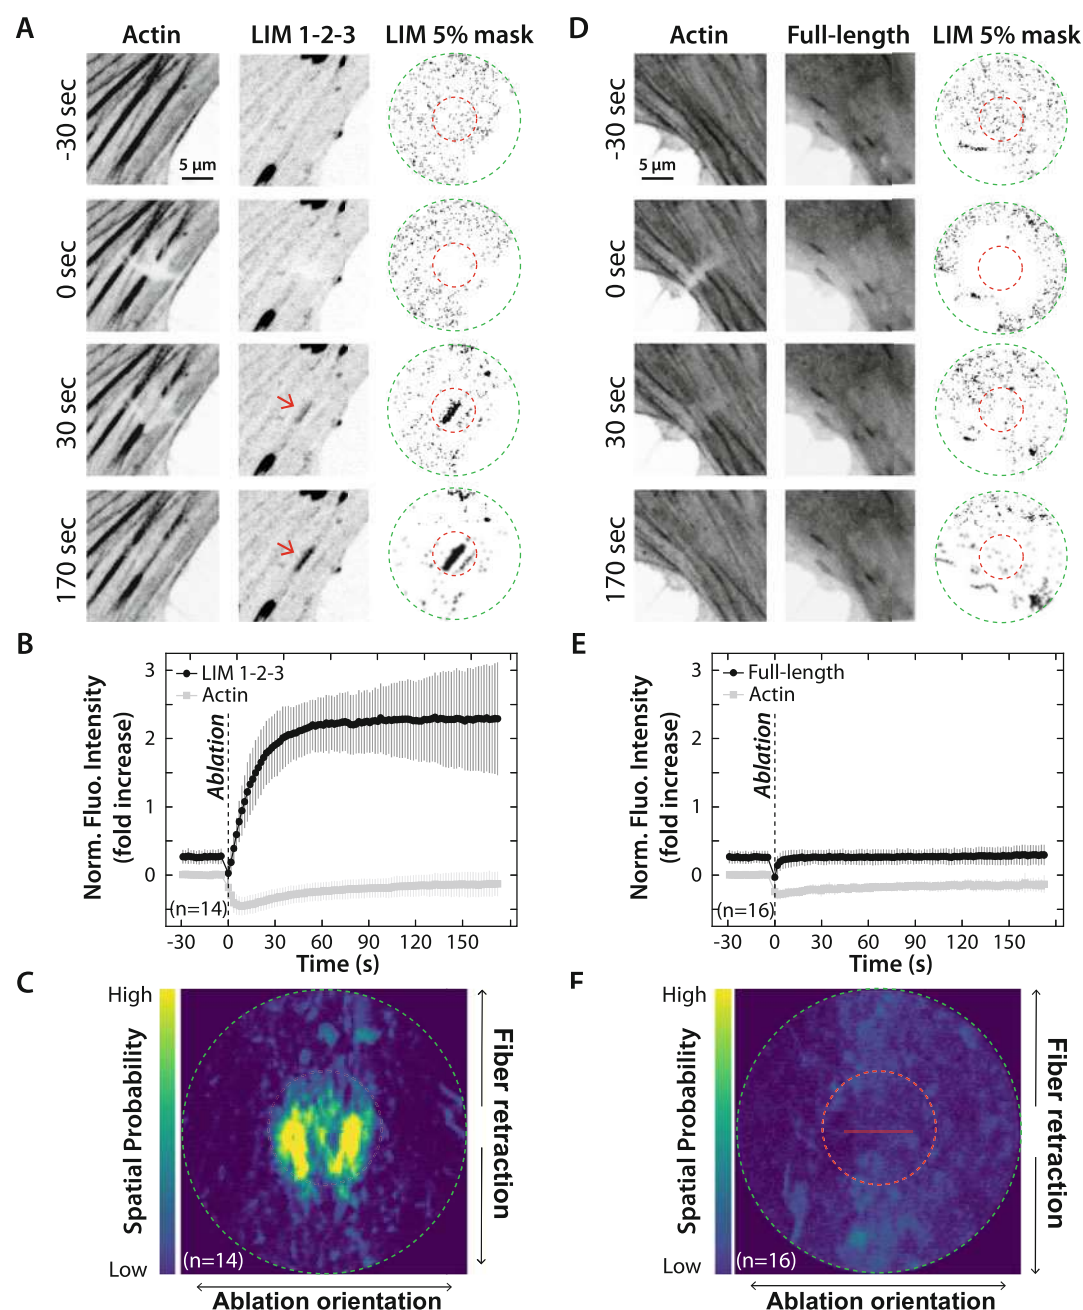 A
Actin
LIM 1-2-3
LIM 5% mask
-30 sec
5 µm
0 sec
30 sec
170 sec
D
Actin
Full-length
LIM 5% mask
-30 sec
5 µm
0 sec
30 sec
170 sec
B
Norm. Fluo. Intensity
(fold increase)
3
2
1
0
LIM 1-2-3
Actin
Ablation
(n=14)
-30 0 30 60 90 120 150
Time (s)
E
Norm. Fluo. Intensity
(fold increase)
3
2
1
0
Full-length
Actin
Ablation
(n=16)
-30 0 30 60 90 120 150
Time (s)
C
High
Spatial Probability
Low
(n=14)
Fiber retraction
Ablation orientation
F
High
Spatial Probability
Low
(n=16)
Fiber retraction
Ablation orientation